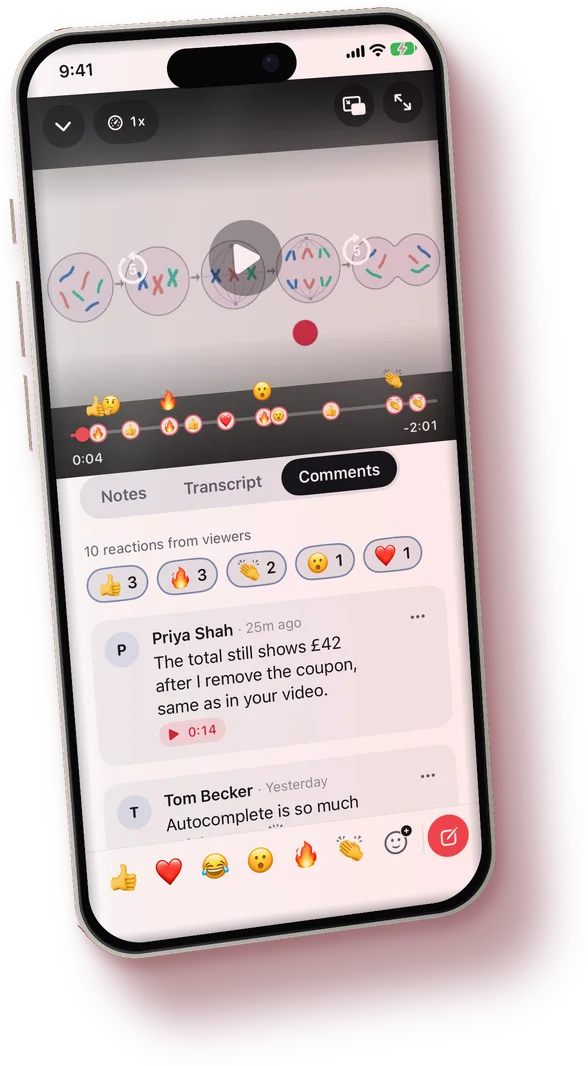 9:41
1x
5
5
0:04
-2:01
Notes
Transcript
Comments
10 reactions from viewers
3
3
2
1
1
P
Priya Shah · 25m ago
The total still shows £42
after I remove the coupon,
same as in your video.
0:14
T
Tom Becker · Yesterday
Autocomplete is so much